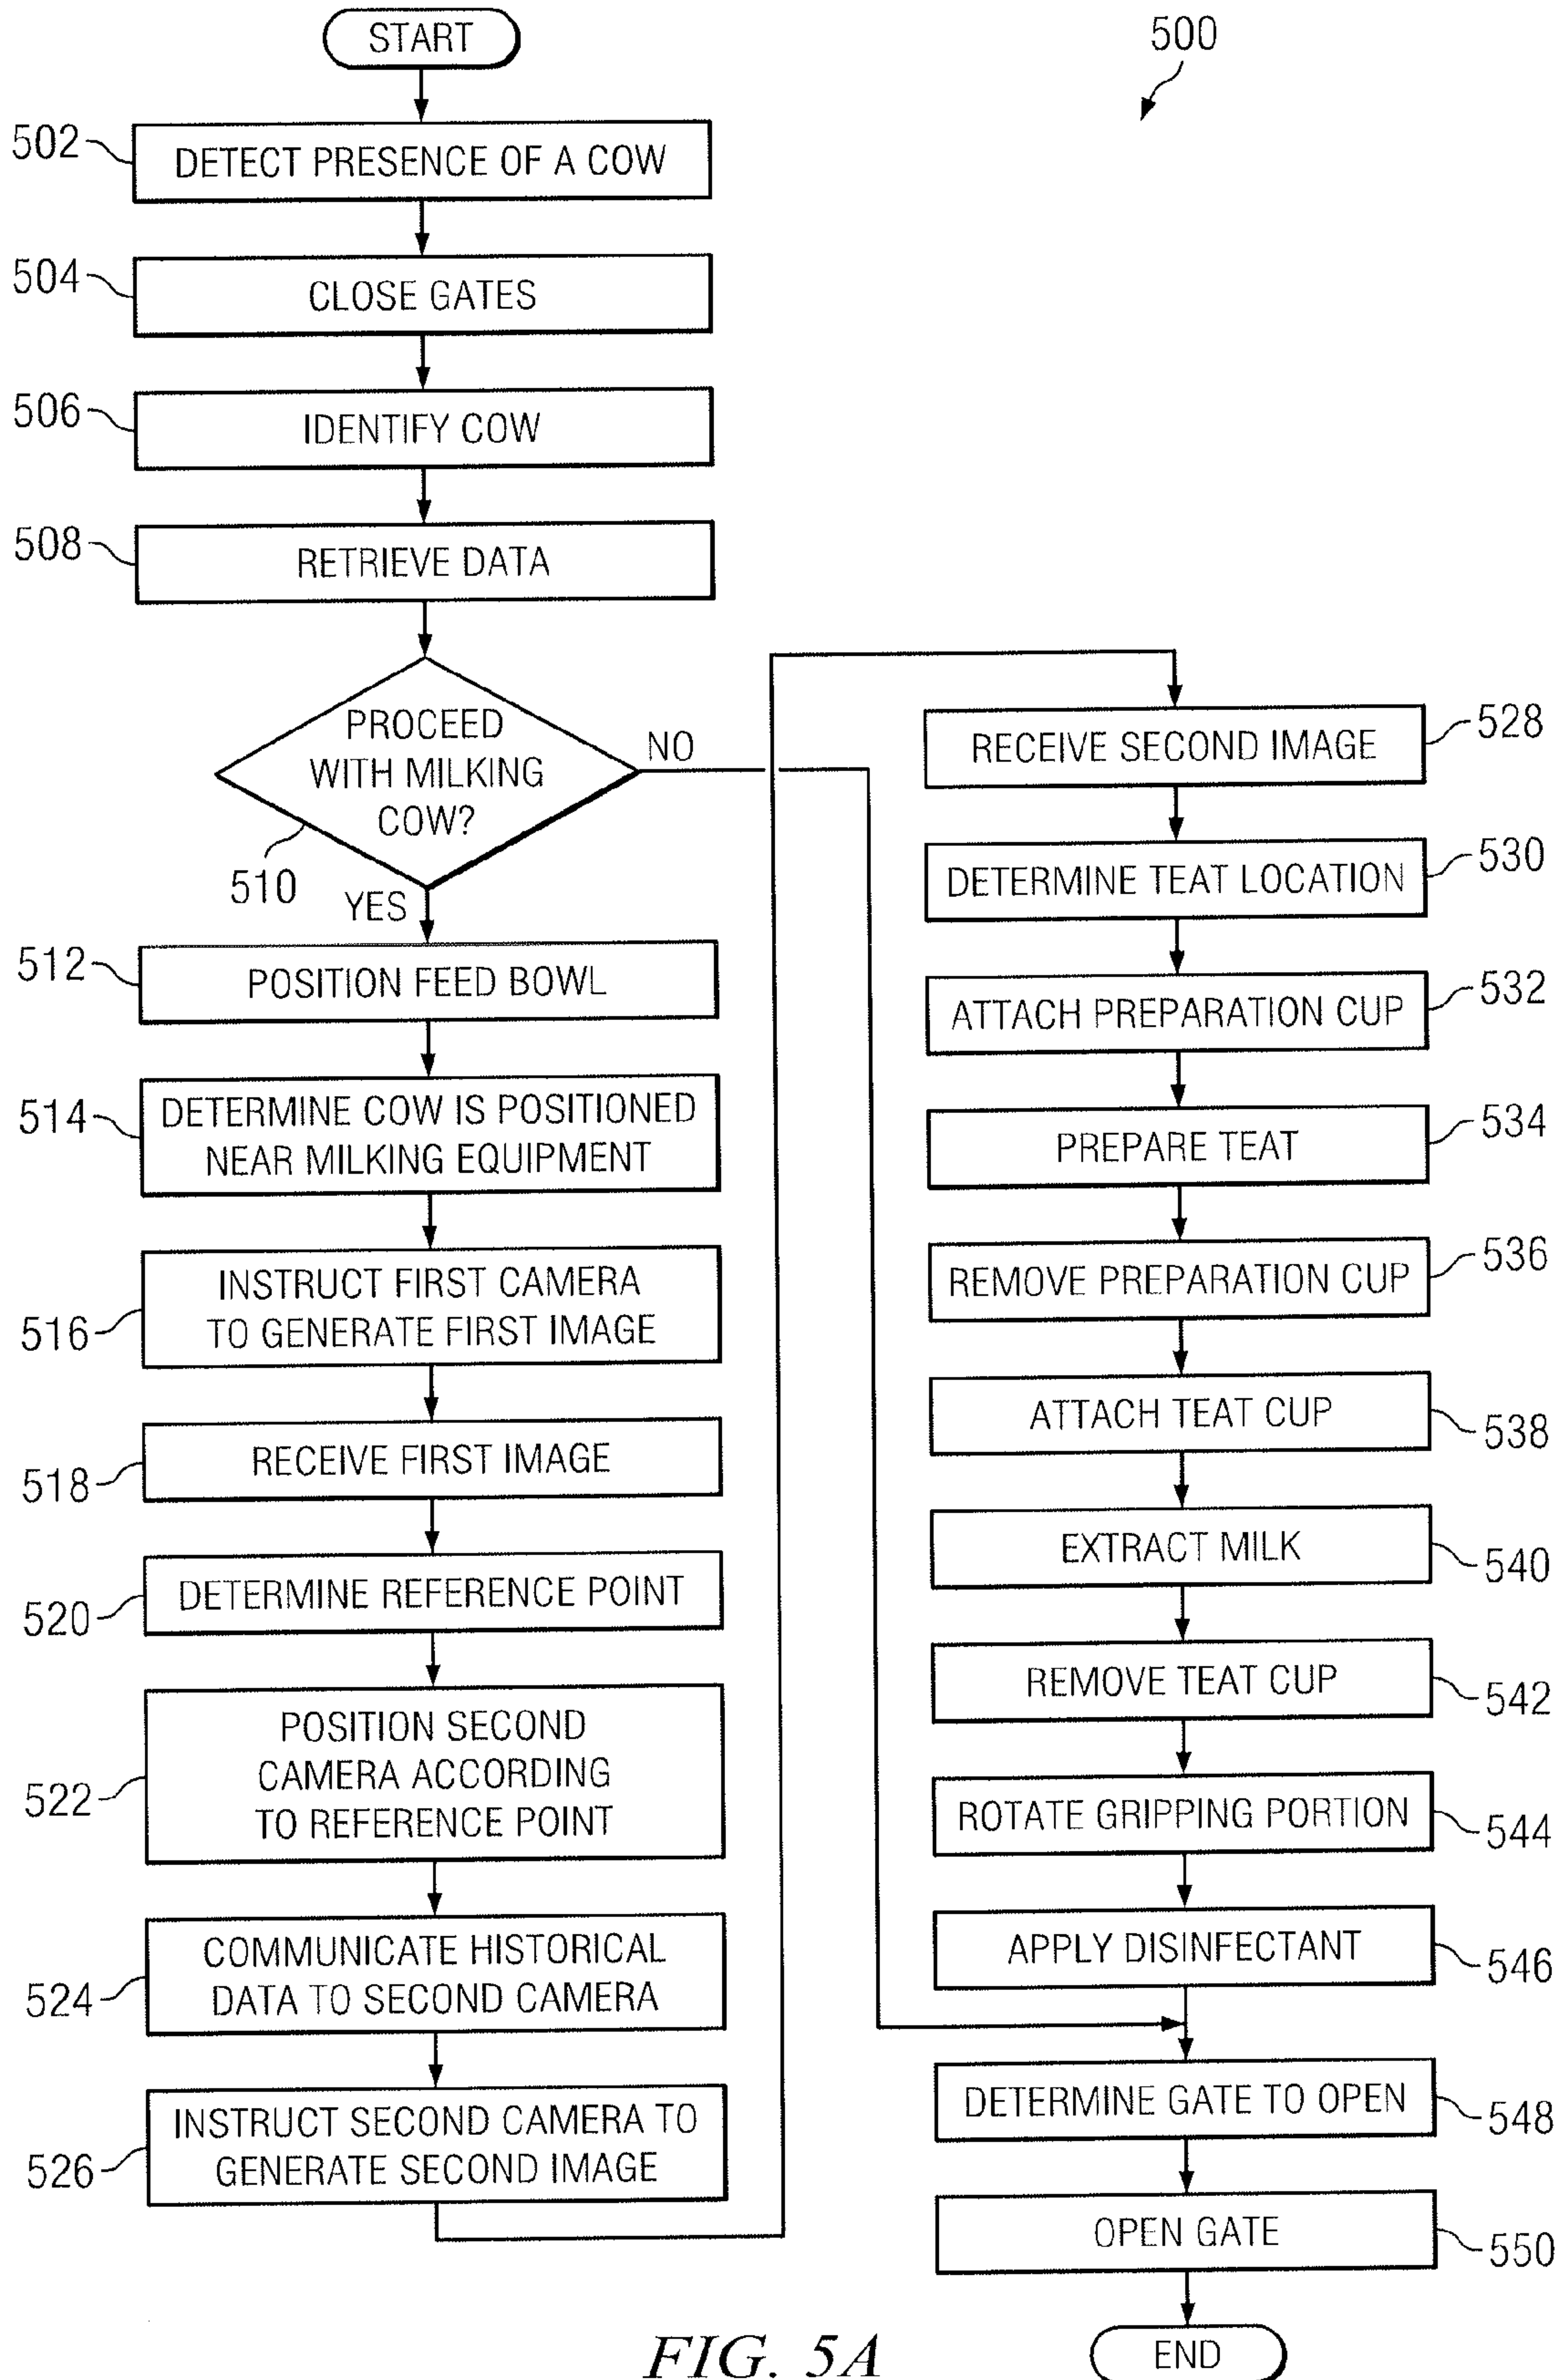 START
500
502
DETECT PRESENCE OF A COW
504
CLOSE GATES
506
IDENTIFY COW
508
RETRIEVE DATA
PROCEED
WITH MILKING
COW?
NO
510
YES
512
POSITION FEED BOWL
514
DETERMINE COW IS POSITIONED
NEAR MILKING EQUIPMENT
516
INSTRUCT FIRST CAMERA
TO GENERATE FIRST IMAGE
518
RECEIVE FIRST IMAGE
520
DETERMINE REFERENCE POINT
522
POSITION SECOND
CAMERA ACCORDING
TO REFERENCE POINT
524
COMMUNICATE HISTORICAL
DATA TO SECOND CAMERA
526
INSTRUCT SECOND CAMERA TO
GENERATE SECOND IMAGE
RECEIVE SECOND IMAGE
528
DETERMINE TEAT LOCATION
530
ATTACH PREPARATION CUP
532
PREPARE TEAT
534
REMOVE PREPARATION CUP
536
ATTACH TEAT CUP
538
EXTRACT MILK
540
REMOVE TEAT CUP
542
ROTATE GRIPPING PORTION
544
APPLY DISINFECTANT
546
DETERMINE GATE TO OPEN
548
OPEN GATE
550
END
FIG. 5A